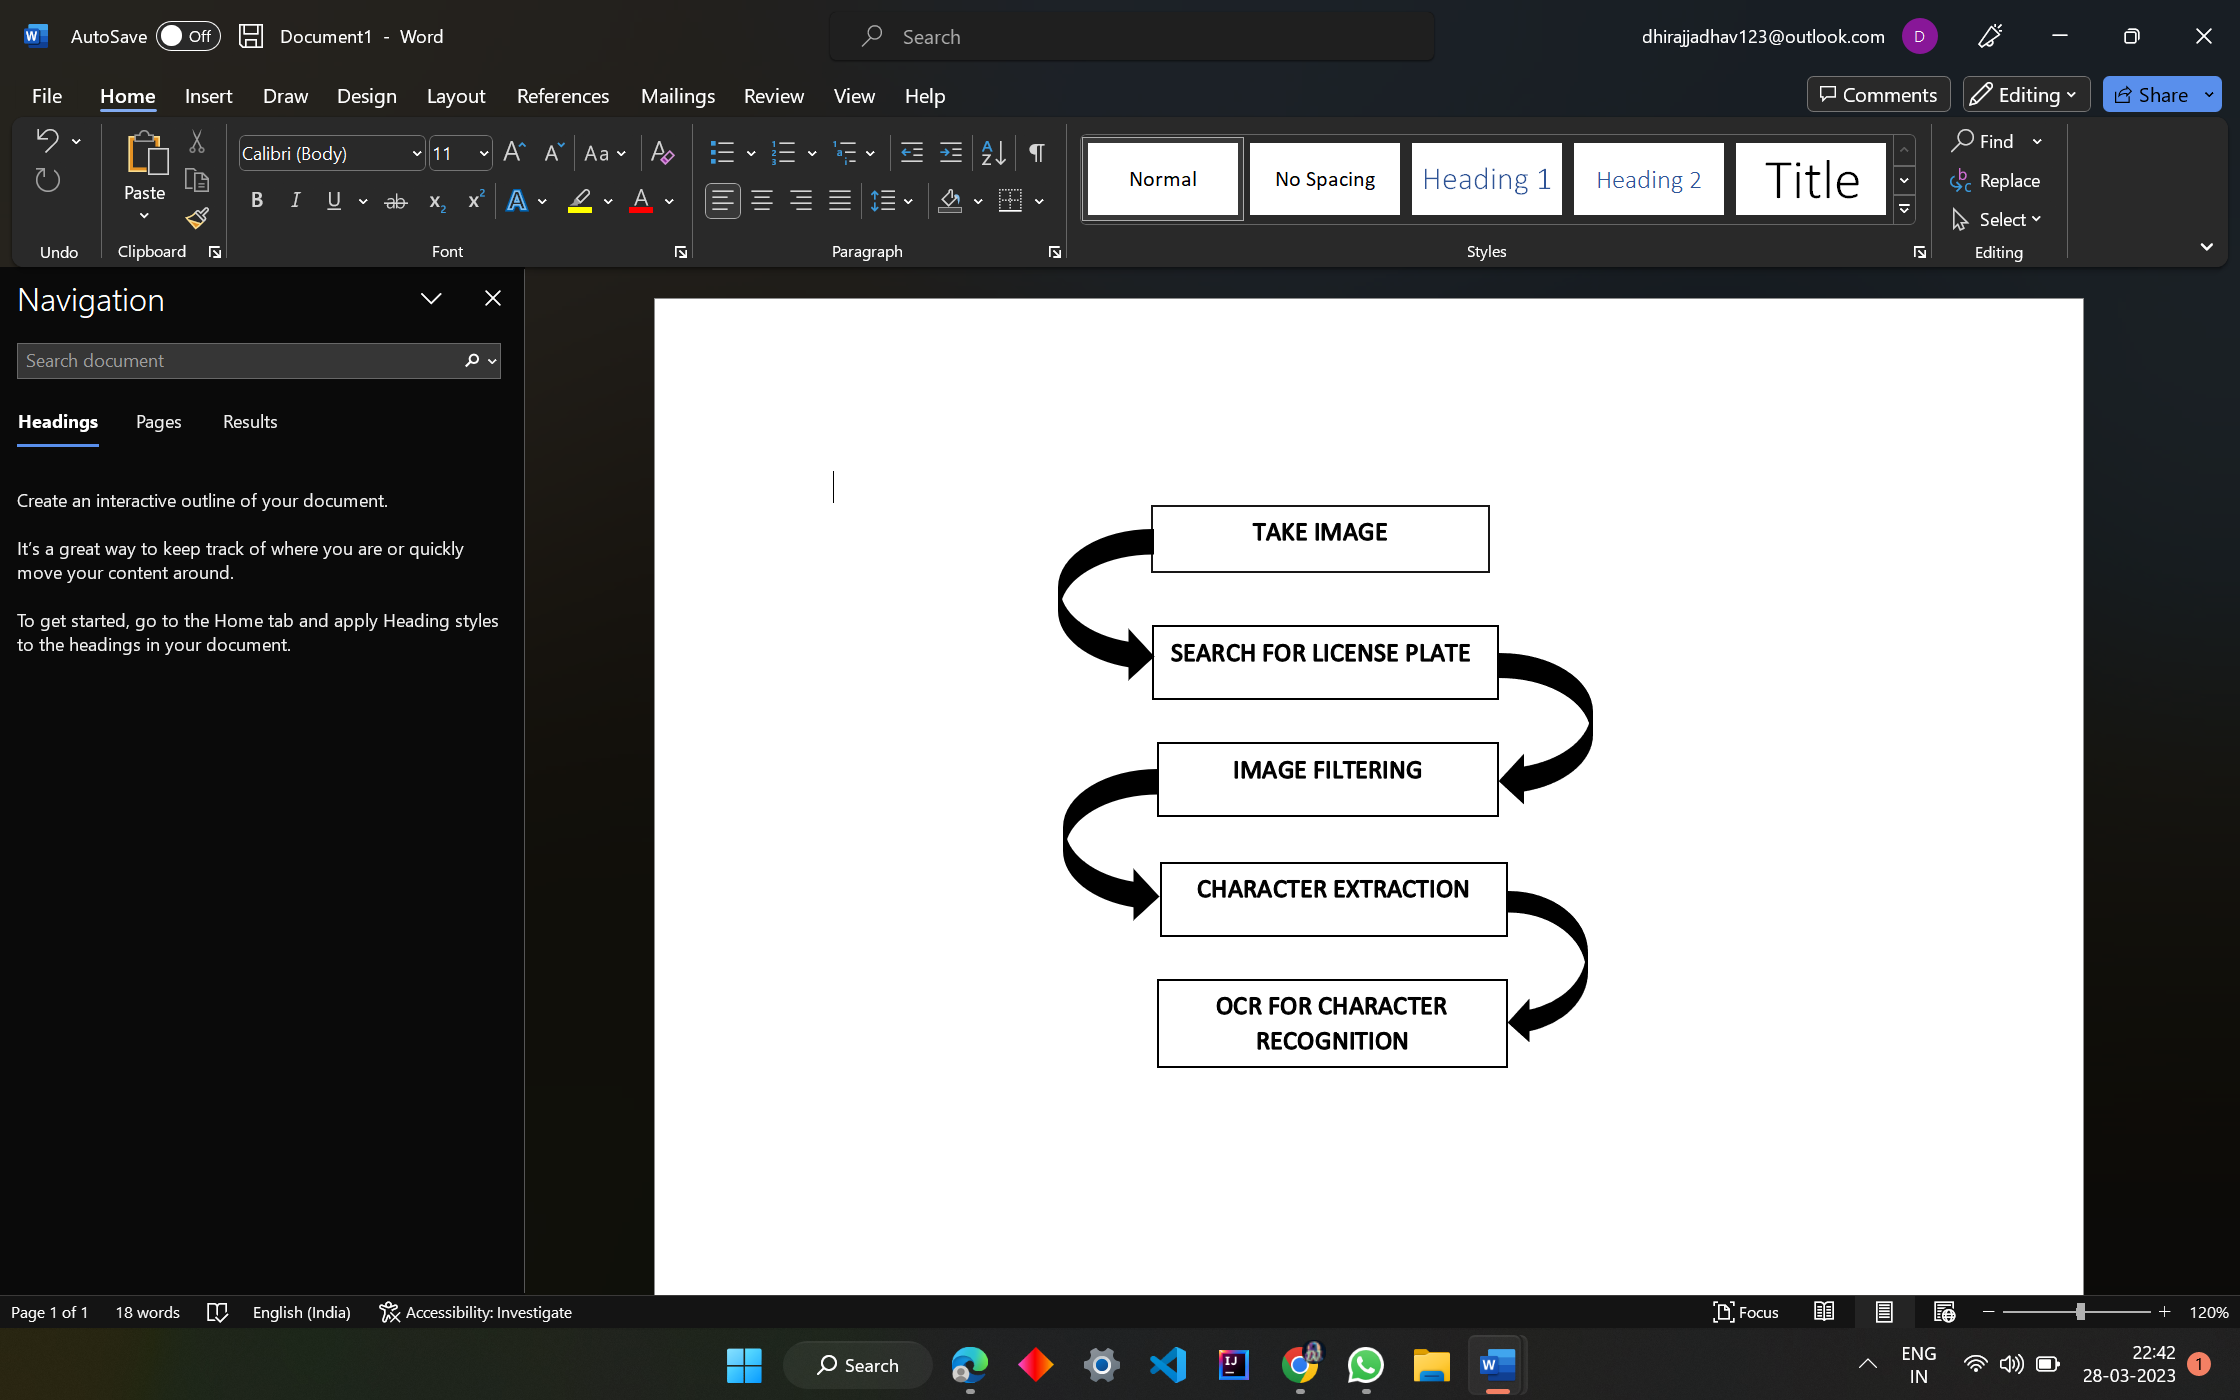 AutoSave Off Document1 - Word Search dhirajjadhav123@outlook.com D
File Home Insert Draw Design Layout References Mailings Review View Help Comments Editing Share
Paste
Calibri (Body) 11
Aa
B I U ab x₂ x² A A
Normal
No Spacing
Heading 1
Heading 2
Title
Find
Replace
Select
Undo Clipboard Font Paragraph Styles Editing
Navigation
Search document
Headings Pages Results
Create an interactive outline of your document.
It's a great way to keep track of where you are or quickly
move your content around.
To get started, go to the Home tab and apply Heading styles
to the headings in your document.
TAKE IMAGE
SEARCH FOR LICENSE PLATE
IMAGE FILTERING
CHARACTER EXTRACTION
OCR FOR CHARACTER
RECOGNITION
Page 1 of 1 18 words English (India) Accessibility: Investigate Focus 120%
Search
ENG
IN
22:42
28-03-2023
1